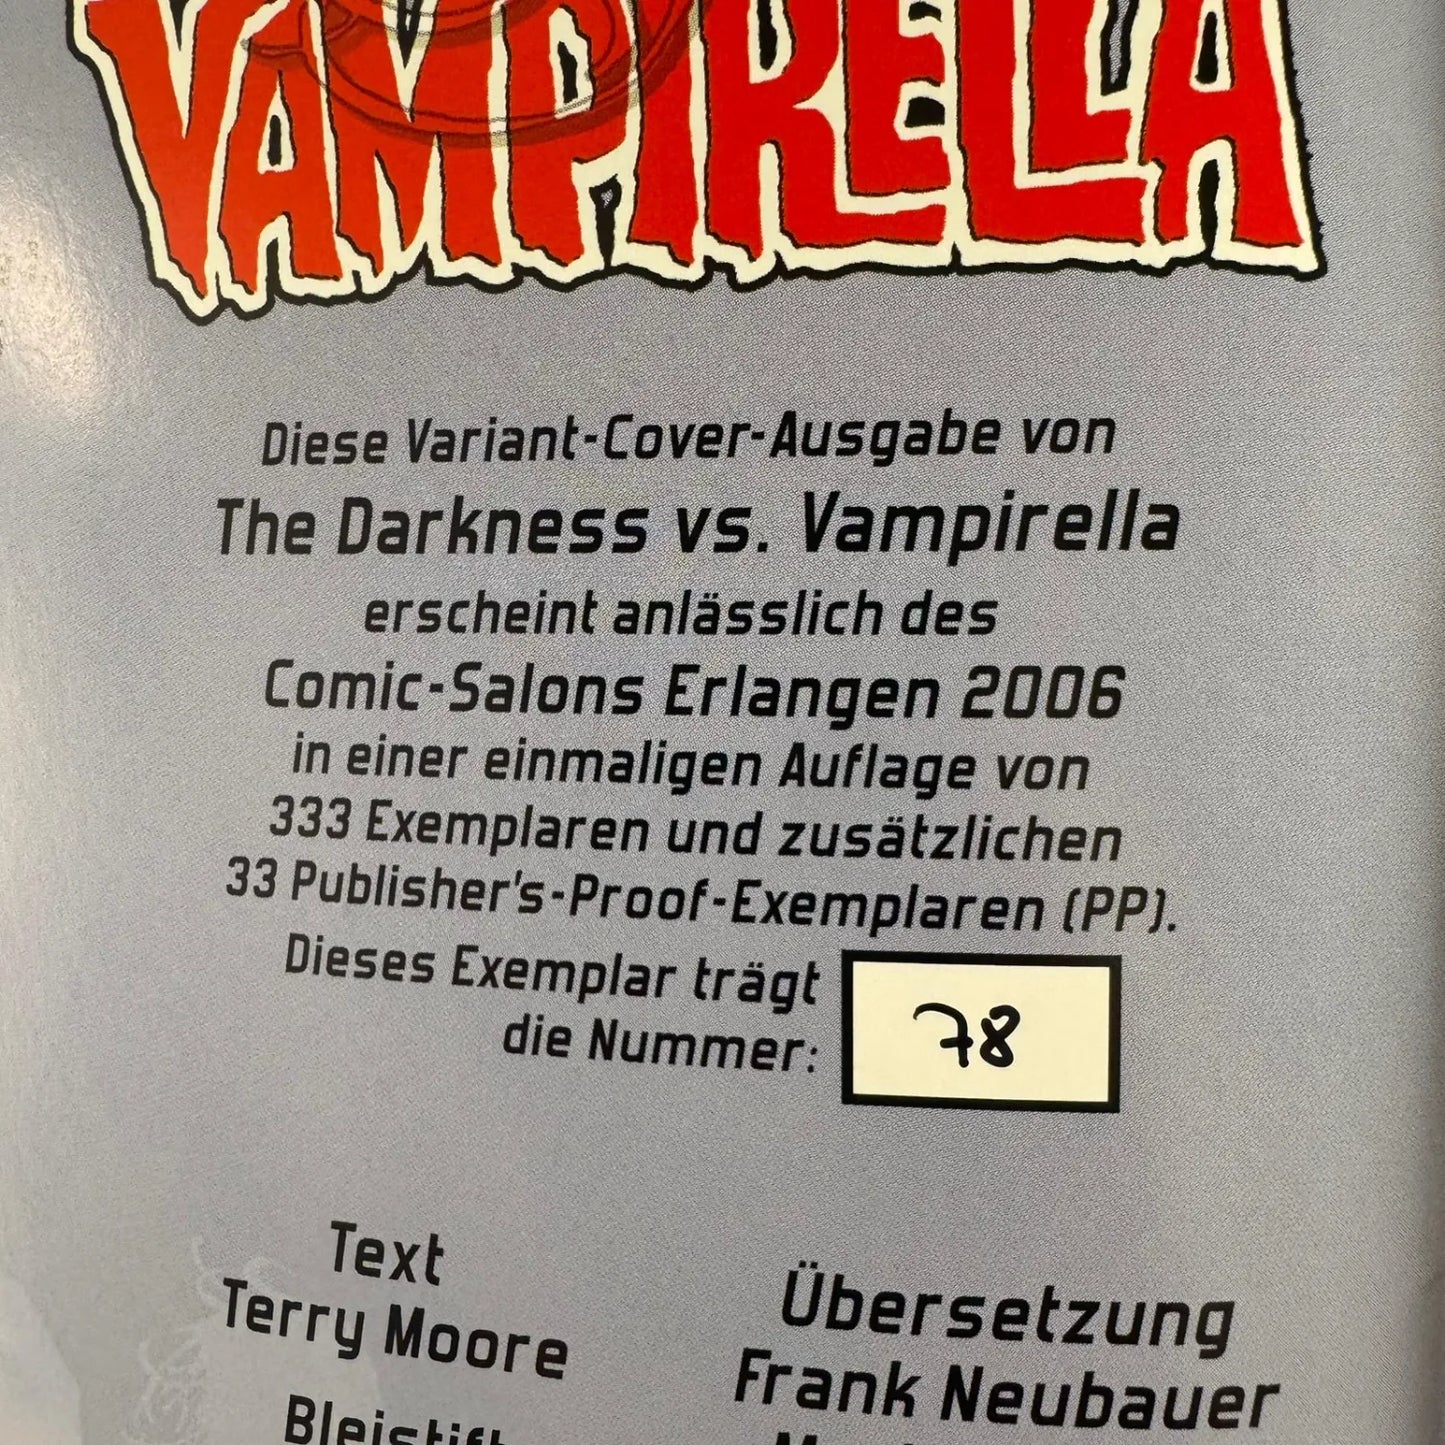 VAMPIRELLA
Diese Variant-Cover-Ausgabe von
The Darkness vs. Vampirella
erscheint anlässlich des
Comic-Salons Erlangen 2006
in einer einmaligen Auflage von
333 Exemplaren und zusätzlichen
33 Publisher's-Proof-Exemplaren (PP).
Dieses Exemplar trägt
die Nummer: 78
Text
Terry Moore
Bleistift
Übersetzung
Frank Neubauer